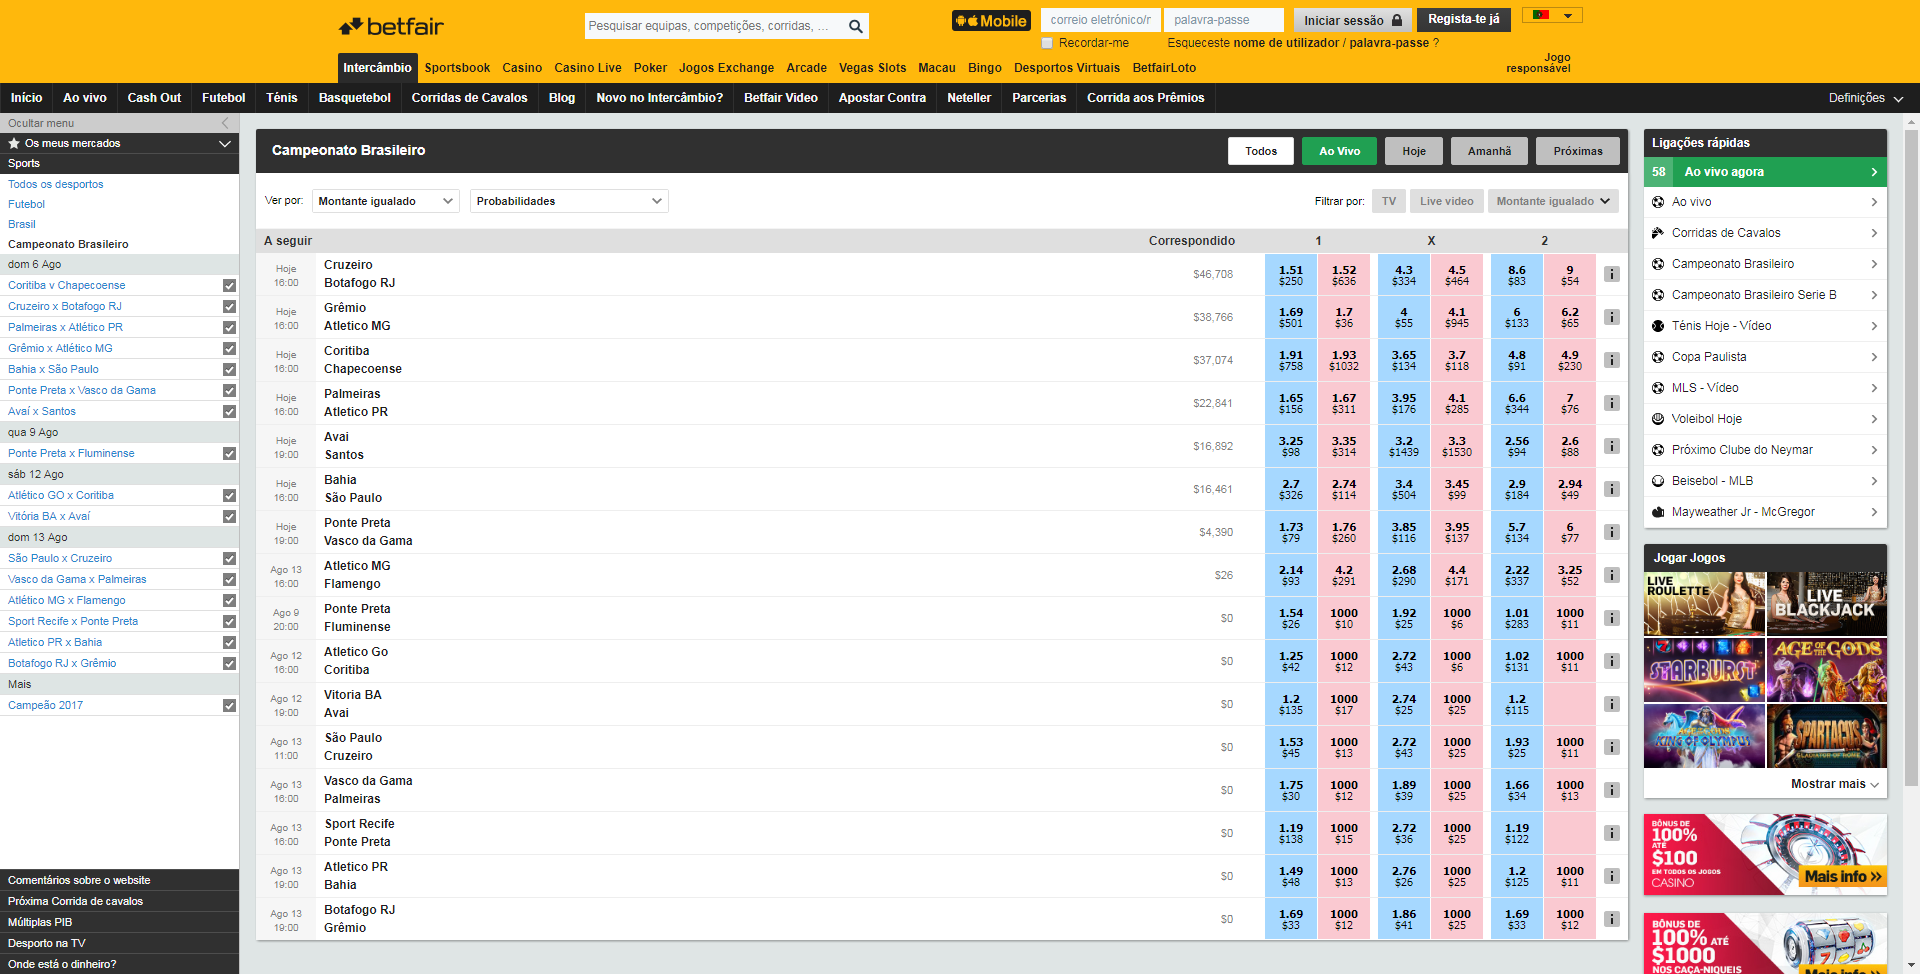 betfair
Pesquisar equipas, competições, corridas, ...
Mobile
correio eletrónico/r
palavra-passe
Iniciar sessão
Regista-te já
Recordar-me
Esqueceste nome de utilizador / palavra-passe ?
Jogo
responsável
Intercâmbio Sportsbook Casino Casino Live Poker Jogos Exchange Arcade Vegas Slots Macau Bingo Desportos Virtuais BetfairLoto
Início Ao vivo Cash Out Futebol Ténis Basquetebol Corridas de Cavalos Blog Novo no Intercâmbio? Betfair Video Apostar Contra Neteller Parcerias Corrida aos Prêmios Definições
Ocultar menu
Os meus mercados
Sports
Todos os desportos
Futebol
Brasil
Campeonato Brasileiro
dom 6 Ago
Coritiba v Chapecoense
Cruzeiro x Botafogo RJ
Palmeiras x Atlético PR
Grêmio x Atlético MG
Bahia x São Paulo
Ponte Preta x Vasco da Gama
Avaí x Santos
qua 9 Ago
Ponte Preta x Fluminense
sáb 12 Ago
Atlético GO x Coritiba
Vitória BA x Avaí
dom 13 Ago
São Paulo x Cruzeiro
Vasco da Gama x Palmeiras
Atlético MG x Flamengo
Sport Recife x Ponte Preta
Atletico PR x Bahia
Botafogo RJ x Grêmio
Mais
Campeão 2017
Comentários sobre o website
Próxima Corrida de cavalos
Múltiplas PIB
Desporto na TV
Onde está o dinheiro?
Campeonato Brasileiro
Todos Ao Vivo Hoje Amanhã Próximas
Ver por: Montante igualado Probabilidades
Filtrar por: TV Live video Montante igualado
A seguir Correspondido 1 X 2
Hoje Cruzeiro $46,708 1.51 1.52 4.3 4.5 8.6 9
16:00 Botafogo RJ $250 $636 $334 $464 $83 $54
Hoje Grêmio $38,766 1.69 1.7 4 4.1 6 6.2
16:00 Atletico MG $501 $36 $55 $945 $133 $65
Hoje Coritiba $37,074 1.91 1.93 3.65 3.7 4.8 4.9
16:00 Chapecoense $758 $1032 $134 $118 $91 $230
Hoje Palmeiras $22,841 1.65 1.67 3.95 4.1 6.6 7
16:00 Atletico PR $156 $311 $176 $285 $344 $76
Hoje Avai $16,892 3.25 3.35 3.2 3.3 2.56 2.6
19:00 Santos $98 $314 $1439 $1530 $94 $88
Hoje Bahia $16,461 2.7 2.74 3.4 3.45 2.9 2.94
16:00 São Paulo $326 $114 $504 $99 $184 $49
Hoje Ponte Preta $4,390 1.73 1.76 3.85 3.95 5.7 6
19:00 Vasco da Gama $79 $260 $116 $137 $134 $77
Ago 13 Atletico MG $26 2.14 4.2 2.68 4.4 2.22 3.25
16:00 Flamengo $93 $291 $290 $171 $337 $52
Ago 9 Ponte Preta $0 1.54 1000 1.92 1000 1.01 1000
20:00 Fluminense $26 $10 $25 $6 $283 $11
Ago 12 Atletico Go $0 1.25 1000 2.72 1000 1.02 1000
16:00 Coritiba $42 $12 $43 $6 $131 $11
Ago 12 Vitoria BA $0 1.2 1000 2.74 1000 1.2
19:00 Avai $135 $17 $25 $25 $115
Ago 13 São Paulo $0 1.53 1000 2.72 1000 1.93 1000
11:00 Cruzeiro $45 $13 $43 $25 $25 $11
Ago 13 Vasco da Gama $0 1.75 1000 1.89 1000 1.66 1000
16:00 Palmeiras $30 $12 $39 $25 $34 $13
Ago 13 Sport Recife $0 1.19 1000 2.72 1000 1.19
16:00 Ponte Preta $138 $15 $36 $25 $122
Ago 13 Atletico PR $0 1.49 1000 2.76 1000 1.2 1000
19:00 Bahia $48 $13 $26 $25 $125 $11
Ago 13 Botafogo RJ $0 1.69 1000 1.86 1000 1.69 1000
19:00 Grêmio $33 $12 $41 $25 $33 $12
Ligações rápidas
58 Ao vivo agora
Ao vivo
Corridas de Cavalos
Campeonato Brasileiro
Campeonato Brasileiro Serie B
Ténis Hoje - Vídeo
Copa Paulista
MLS - Vídeo
Voleibol Hoje
Próximo Clube do Neymar
Beisebol - MLB
Mayweather Jr - McGregor
Jogar Jogos
LIVE
ROULETTE
LIVE
BLACKJACK
STARBURST
AGE OF THE GODS
KING OF OLYMPUS
SPARTACUS
GLADIATOR OF ROME
Mostrar mais
BÔNUS DE
100%
ATÉ
$100
EM TODOS OS JOGOS
CASINO
Mais info »
BÔNUS DE
100% ATÉ
$1000
NOS CAÇA-NIQUEIS
Mais info »